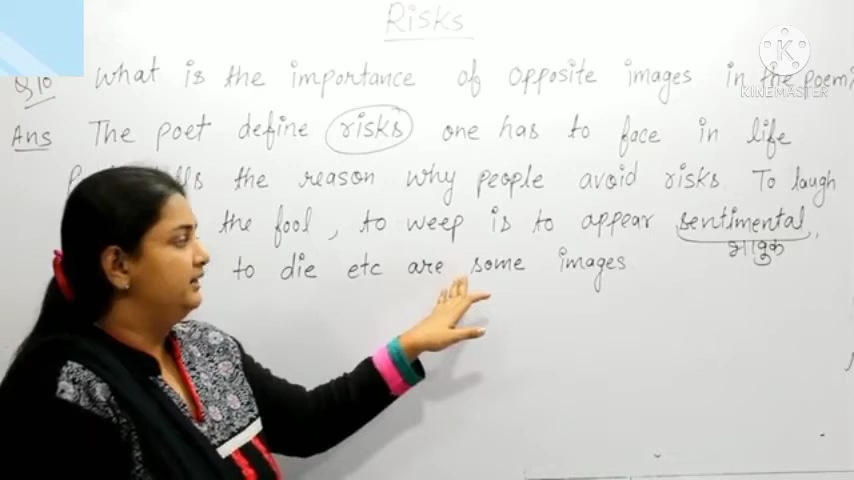 Risks
Q10 What is the importance of opposite images in the poem
KINEMASTER
Ans The poet define risks one has to face in life
the reason why people avoid risks. To laugh
the fool, to weep is to appear sentimental,
भावुक
to die etc are some images